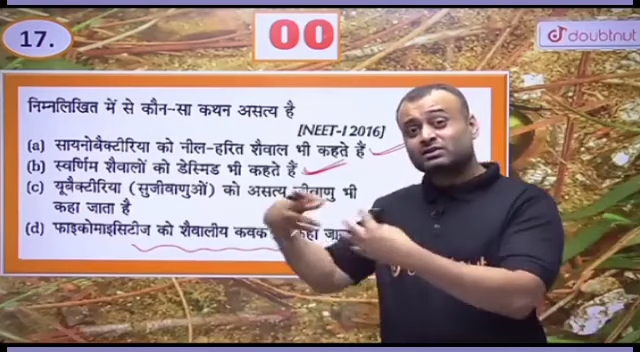 17.
00
doubtnut
निम्नलिखित में से कौन--सा कथन असत्य है
[NEET-I 2016]
(a) सायनोबैक्टीरिया को नील-हरित शैवाल भी कहते हैं
(b) स्वर्णिम शैवालों को डेस्मिड भी कहते हैं
(c) यूबैक्टीरिया (सुजीवाणुओं) को असत्य भी
कहा जाता है
(d) फाइकोमाइसिटीज को शैवालीय कवक